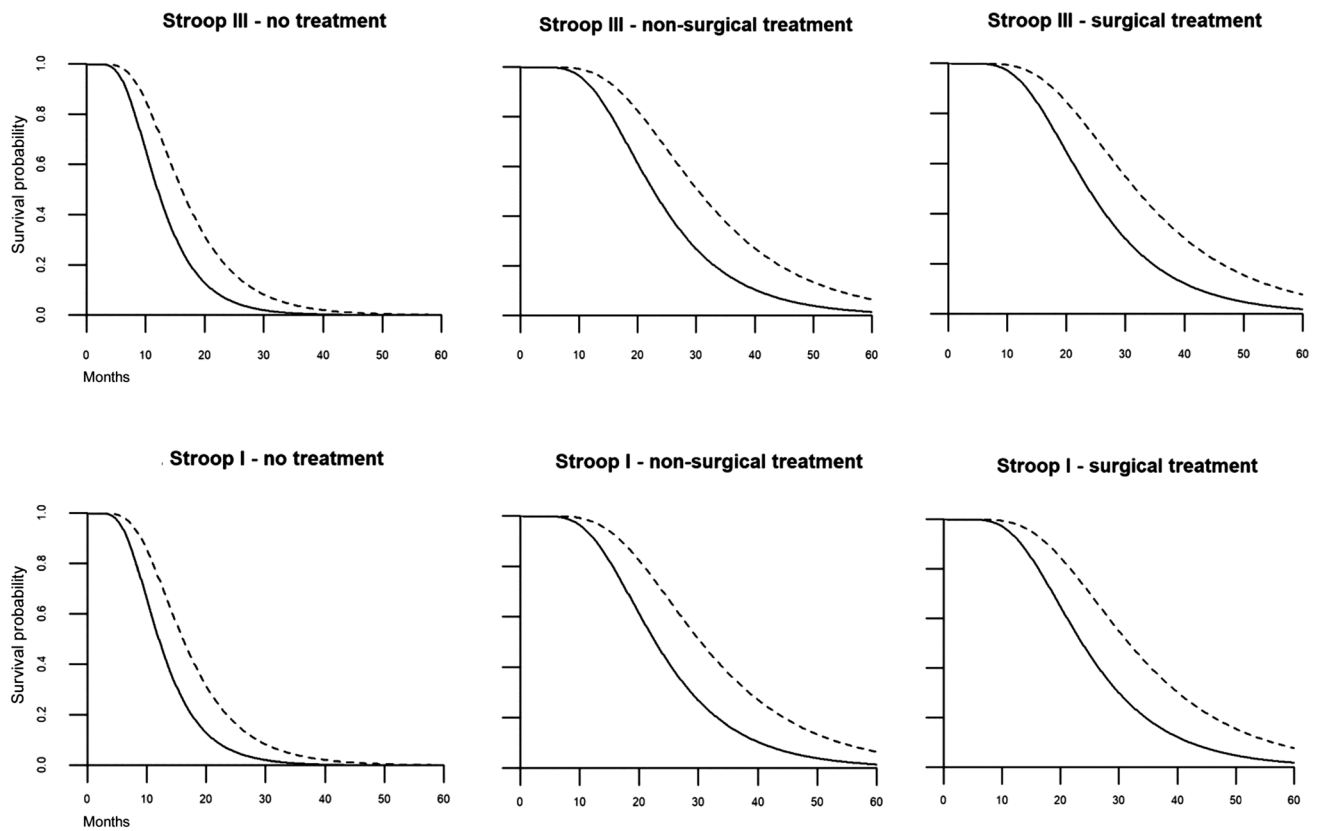 Stroop III - no treatment
Stroop III - non-surgical treatment
Stroop III - surgical treatment
Survival probability
1.0
0.8
0.6
0.4
0.2
0.0
0 10 20 30 40 50 60
0 10 20 30 40 50 60
0 10 20 30 40 50 60
Months
Stroop I - no treatment
Stroop I - non-surgical treatment
Stroop I - surgical treatment
Survival probability
1.0
0.8
0.6
0.4
0.2
0.0
0 10 20 30 40 50 60
0 10 20 30 40 50 60
0 10 20 30 40 50 60
Months